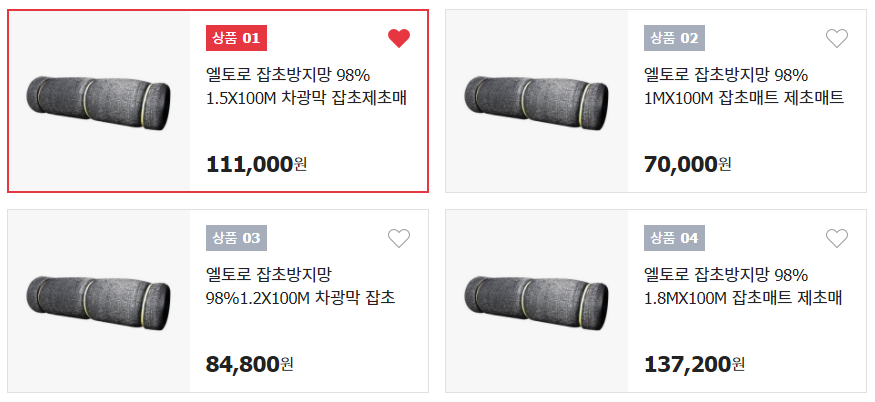 상품 01
엘토로 잡초방지망 98%
1.5X100M 차광막 잡초제초매
111,000원
상품 02
엘토로 잡초방지망 98%
1MX100M 잡초매트 제초매트
70,000원
상품 03
엘토로 잡초방지망
98%1.2X100M 차광막 잡초
84,800원
상품 04
엘토로 잡초방지망 98%
1.8MX100M 잡초매트 제초매
137,200원